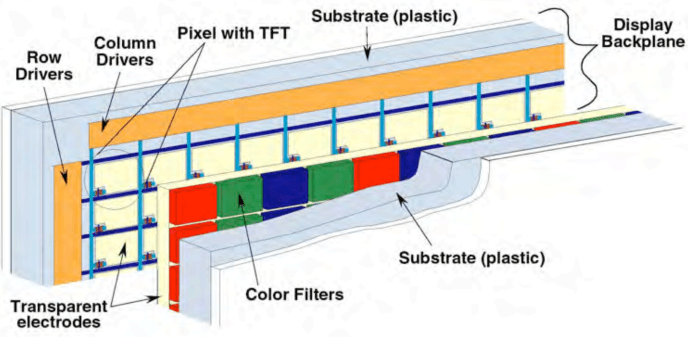 Substrate (plastic)
Display
Backplane
Pixel with TFT
Column
Drivers
Row
Drivers
Substrate (plastic)
Color Filters
Transparent
electrodes